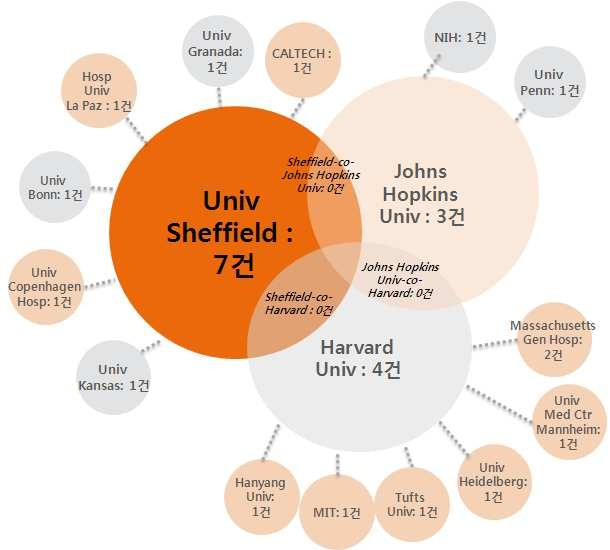 Univ
Granada:
1건
CALTECH :
1건
NIH: 1건
Hosp
Univ
La Paz : 1건
Univ
Penn: 1건
Sheffield-co-
Johns Hopkins
Univ: 0건
Johns
Hopkins
Univ : 3건
Univ
Bonn: 1건
Univ
Sheffield :
7건
Univ
Copenhagen
Hosp: 1건
Johns Hopkins
Univ-co-
Harvard: 0건
Sheffield-co-
Harvard : 0건
Massachusetts
Gen Hosp:
2건
Harvard
Univ : 4건
Univ
Kansas: 1건
Univ
Med Ctr
Mannheim:
1건
Univ
Heidelberg:
1건
Hanyang
Univ:
1건
MIT: 1건
Tufts
Univ: 1건